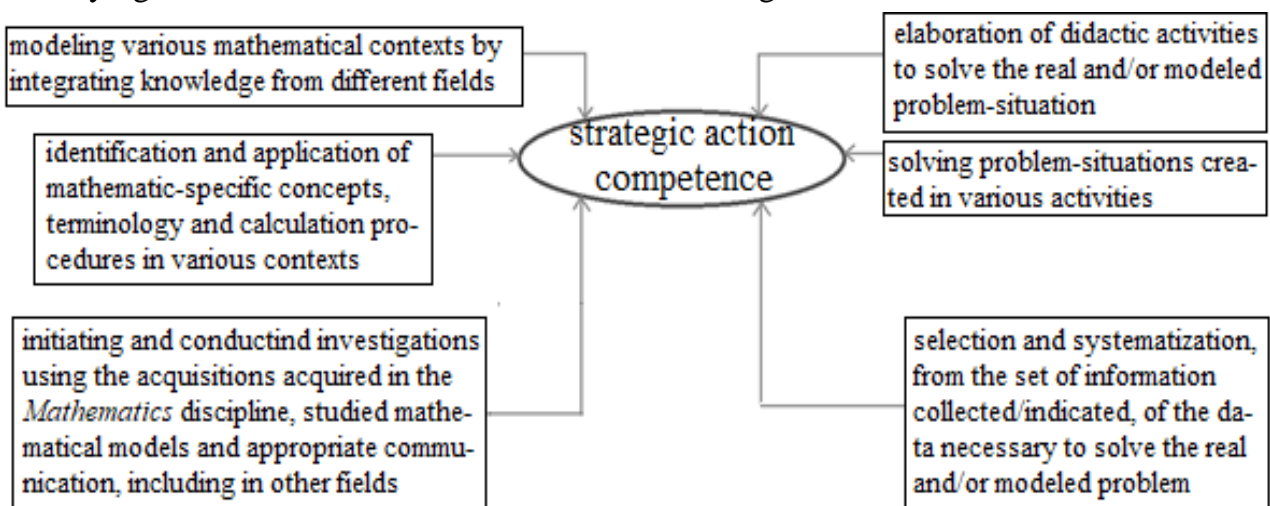 modeling various mathematical contexts by
integrating knowledge from different fields
elaboration of didactic activities
to solve the real and/or modeled
problem-situation
strategic action
competence
identification and application of
mathematic-specific concepts,
terminology and calculation pro-
cedures in various contexts
solving problem-situations crea-
ted in various activities
initiating and conductind investigations
using the acquisitions acquired in the
Mathematics discipline, studied mathe-
matical models and appropriate commu-
nication, including in other fields
selection and systematization,
from the set of information
collected/indicated, of the da-
ta necessary to solve the real
and/or modeled problem